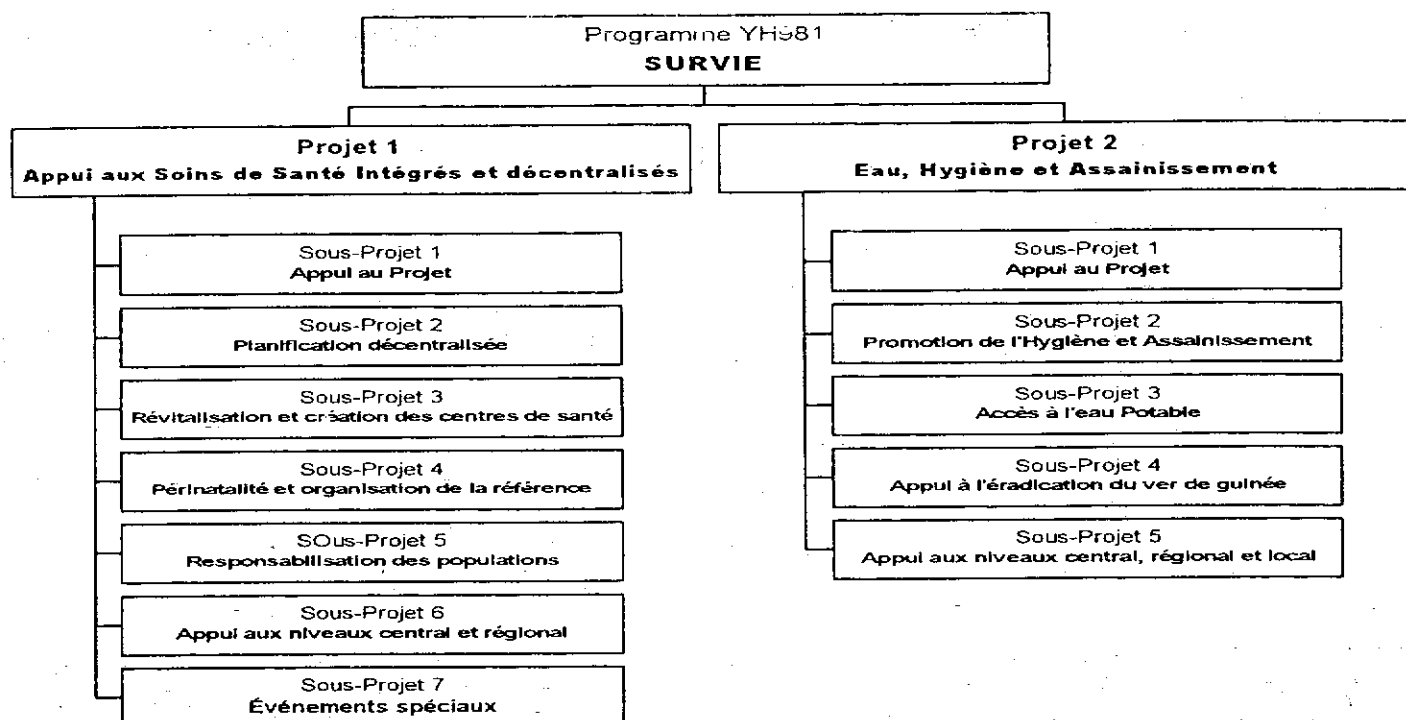 Programme YH981
SURVIE
Projet 1
Appui aux Soins de Santé Intégrés et décentralisés
Sous-Projet 1
Appui au Projet
Sous-Projet 2
Planification décentralisée
Sous-Projet 3
Révitalisation et création des centres de santé
Sous-Projet 4
Périnatalité et organisation de la référence
SOus-Projet 5
Responsabilisation des populations
Sous-Projet 6
Appui aux niveaux central et régional
Sous-Projet 7
Événements spéciaux
Projet 2
Eau, Hygiène et Assainissement
Sous-Projet 1
Appui au Projet
Sous-Projet 2
Promotion de l'Hygiène et Assainissement
Sous-Projet 3
Accès à l'eau Potable
Sous-Projet 4
Appui à l'éradication du ver de guinée
Sous-Projet 5
Appui aux niveaux central, régional et local